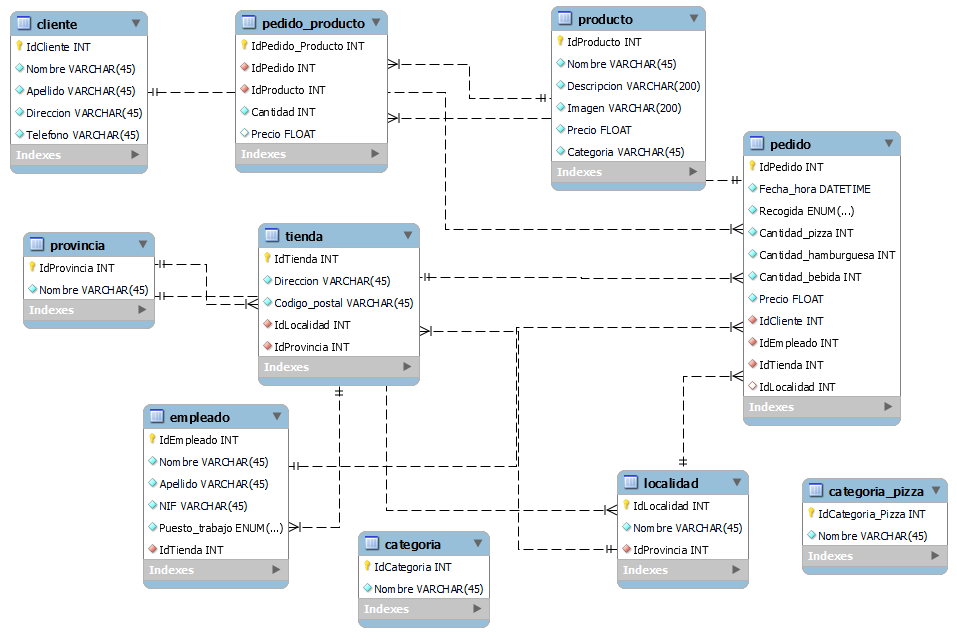 cliente
IdCliente INT
Nombre VARCHAR(45)
Apellido VARCHAR(45)
Direccion VARCHAR(45)
Telefono VARCHAR(45)
Indexes
pedido_producto
IdPedido_Producto INT
IdPedido INT
IdProducto INT
Cantidad INT
Precio FLOAT
Indexes
producto
IdProducto INT
Nombre VARCHAR(45)
Descripcion VARCHAR(200)
Imagen VARCHAR(200)
Precio FLOAT
Categoria VARCHAR(45)
Indexes
pedido
IdPedido INT
Fecha_hora DATETIME
Recogida ENUM(...)
Cantidad_pizza INT
Cantidad_hamburguesa INT
Cantidad_bebida INT
Precio FLOAT
IdCliente INT
IdEmpleado INT
IdTienda INT
IdLocalidad INT
Indexes
provincia
IdProvincia INT
Nombre VARCHAR(45)
Indexes
tienda
IdTienda INT
Direccion VARCHAR(45)
Codigo_postal VARCHAR(45)
IdLocalidad INT
IdProvincia INT
Indexes
empleado
IdEmpleado INT
Nombre VARCHAR(45)
Apellido VARCHAR(45)
NIF VARCHAR(45)
Puesto_trabajo ENUM(...)
IdTienda INT
Indexes
categoria
IdCategoria INT
Nombre VARCHAR(45)
Indexes
localidad
IdLocalidad INT
Nombre VARCHAR(45)
IdProvincia INT
Indexes
categoria_pizza
IdCategoria_Pizza INT
Nombre VARCHAR(45)
Indexes